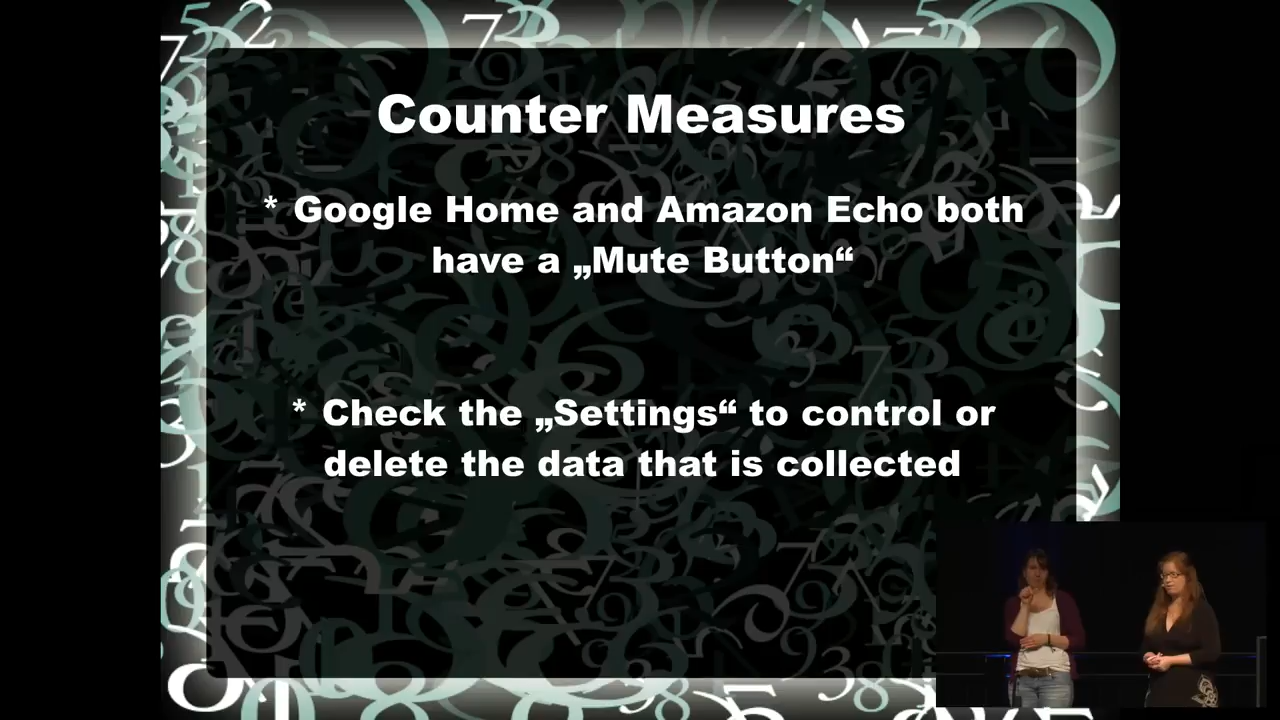 Counter Measures
* Google Home and Amazon Echo both
have a „Mute Button“
* Check the „Settings“ to control or
delete the data that is collected